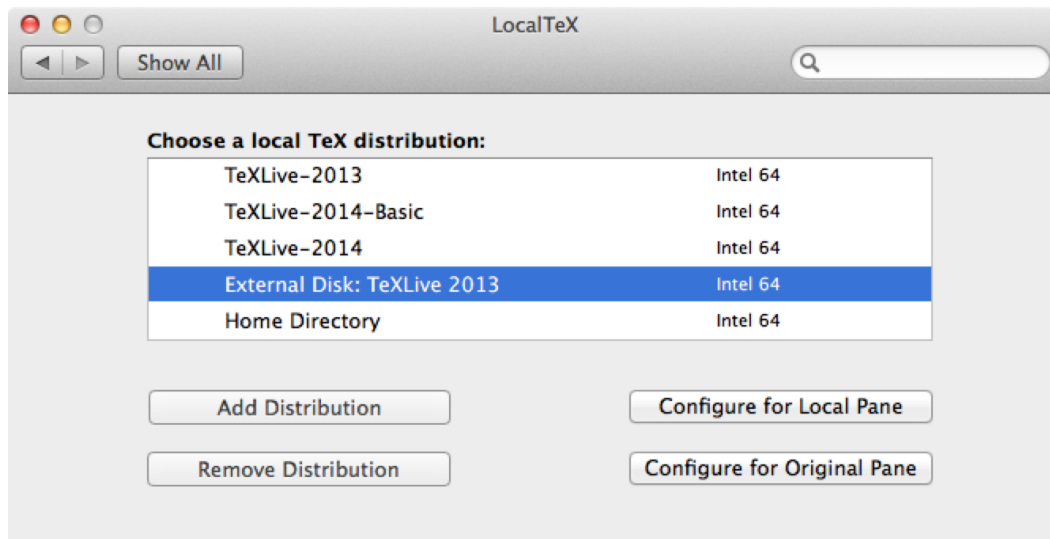 LocalTeX
Show All
Choose a local TeX distribution:
TeXLive-2013 Intel 64
TeXLive-2014-Basic Intel 64
TeXLive-2014 Intel 64
External Disk: TeXLive 2013 Intel 64
Home Directory Intel 64
Add Distribution Configure for Local Pane
Remove Distribution Configure for Original Pane